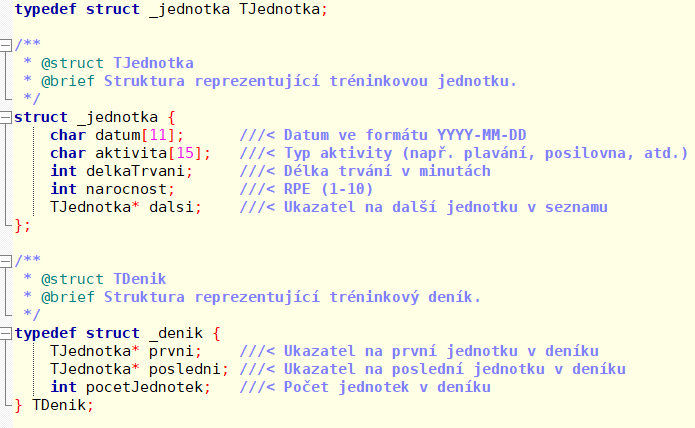 typedef struct _jednotka TJednotka;
/**
 * @struct TJednotka
 * @brief Struktura reprezentující tréninkovou jednotku.
 */
struct _jednotka {
    char datum[11];      ///< Datum ve formátu YYYY-MM-DD
    char aktivita[15];   ///< Typ aktivity (např. plavání, posilovna, atd.)
    int delkaTrvani;     ///< Délka trvání v minutách
    int narocnost;       ///< RPE (1-10)
    TJednotka* dalsi;    ///< Ukazatel na další jednotku v seznamu
};
/**
 * @struct TDenik
 * @brief Struktura reprezentující tréninkový deník.
 */
typedef struct _denik {
    TJednotka* prvni;    ///< Ukazatel na první jednotku v deníku
    TJednotka* posledni; ///< Ukazatel na poslední jednotku v deníku
    int pocetJednotek;   ///< Počet jednotek v deníku
} TDenik;